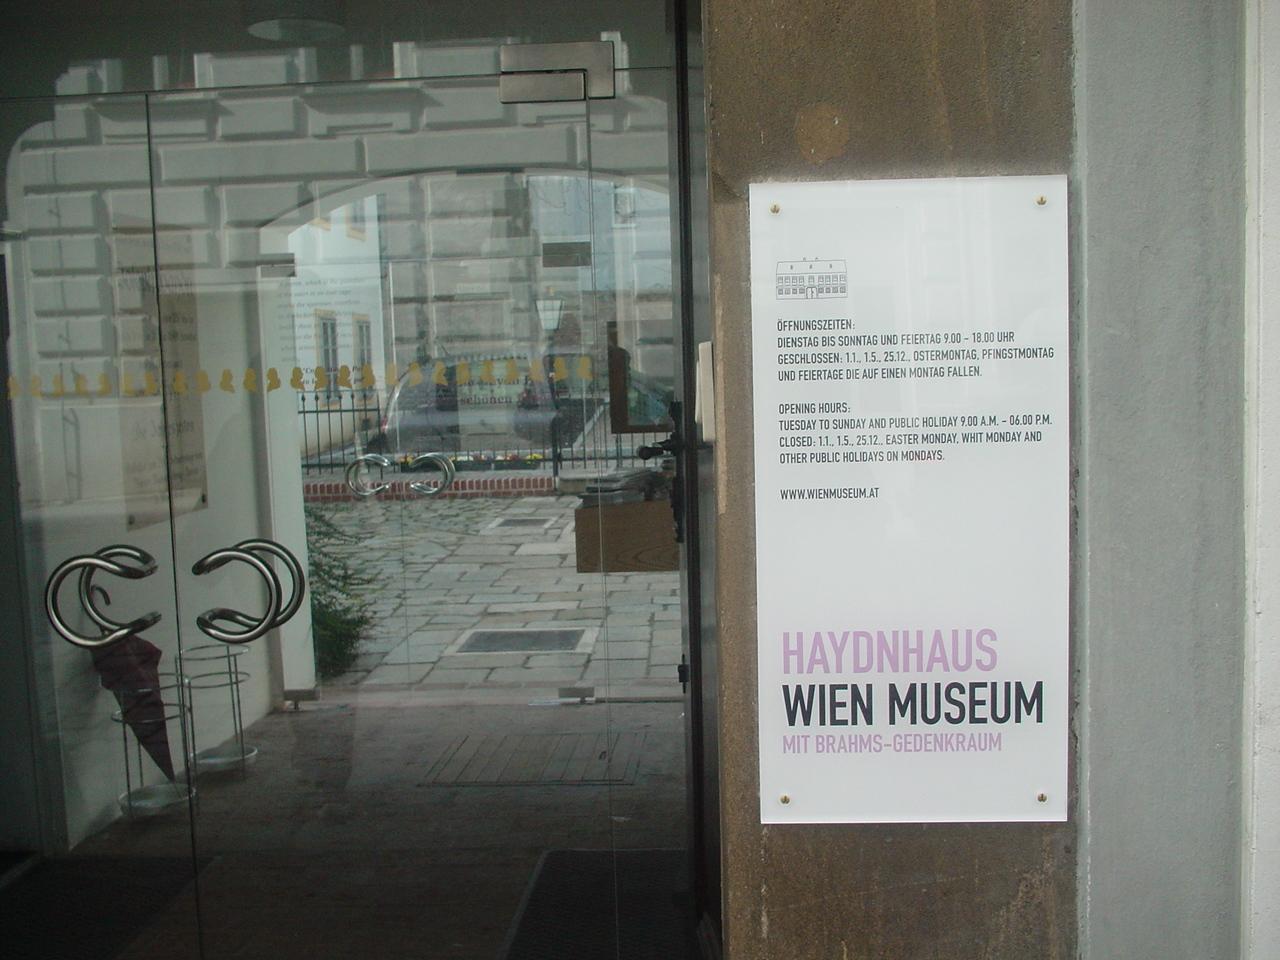 ÖFFNUNGSZEITEN:
DIENSTAG BIS SONNTAG UND FEIERTAG 9.00 - 18.00 UHR
GESCHLOSSEN: 1.1., 1.5., 25.12., OSTERMONTAG, PFINGSTMONTAG
UND FEIERTAGE DIE AUF EINEN MONTAG FALLEN.
OPENING HOURS:
TUESDAY TO SUNDAY AND PUBLIC HOLIDAY 9.00 A.M. - 06.00 P.M.
CLOSED: 1.1., 1.5., 25.12., EASTER MONDAY, WHIT MONDAY AND
OTHER PUBLIC HOLIDAYS ON MONDAYS.
WWW.WIENMUSEUM.AT
HAYDNHAUS
WIEN MUSEUM
MIT BRAHMS-GEDENKRAUM
schönen